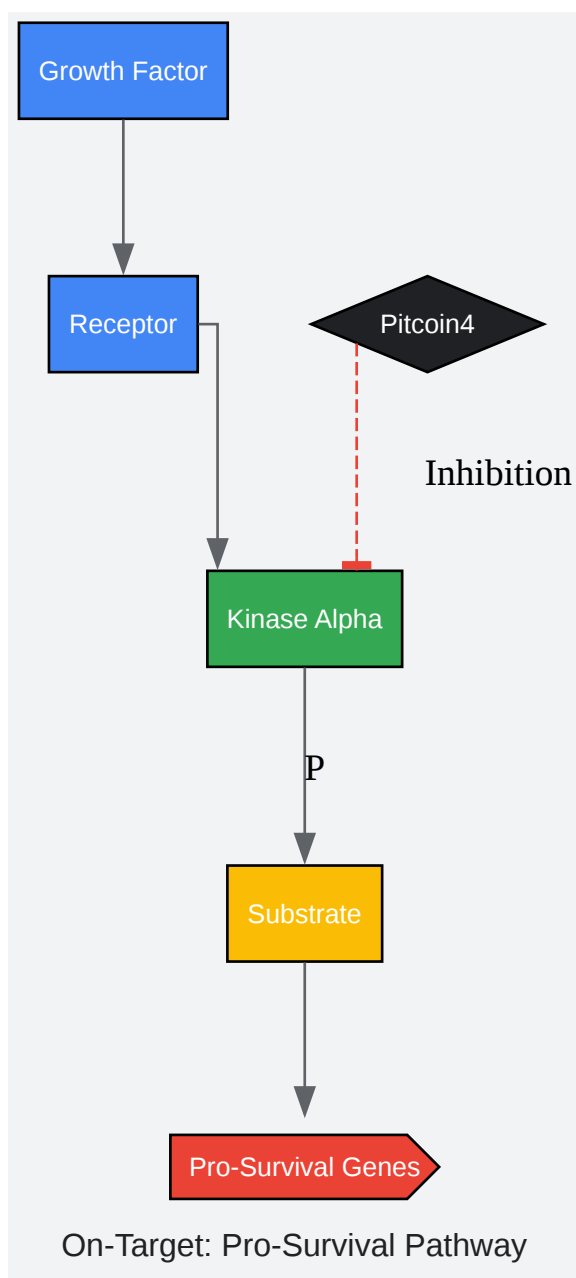 Growth Factor
Receptor
Pitcoin4
Inhibition
Kinase Alpha
P
Substrate
Pro-Survival Genes
On-Target: Pro-Survival Pathway